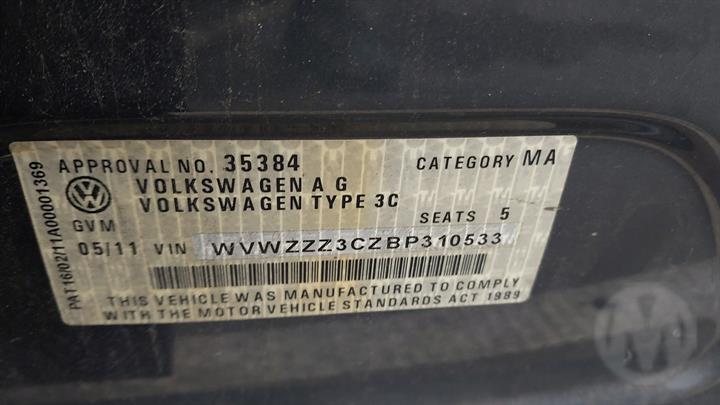 APPROVAL NO. 35384 CATEGORY MA
VOLKSWAGEN A G
VOLKSWAGEN TYPE 3C
GVM SEATS 5
05/11 VIN WVWZZZ3CZBP310533
THIS VEHICLE WAS MANUFACTURED TO COMPLY
WITH THE MOTOR VEHICLE STANDARDS ACT 1989
PAT16/02/11A00001369